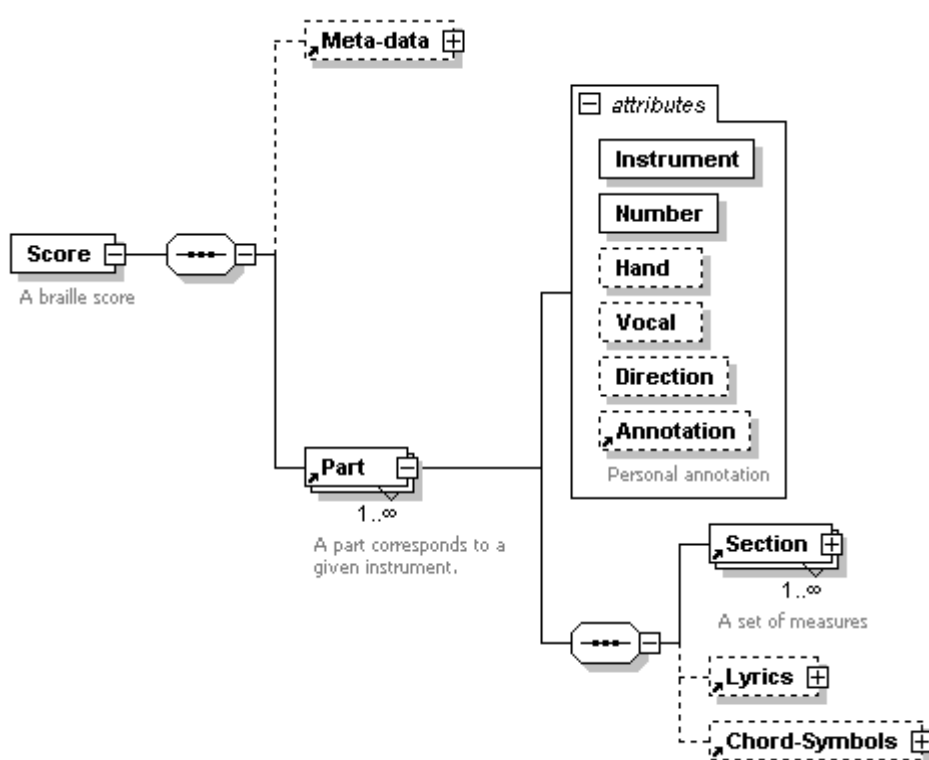 Meta-data
attributes
Instrument
Number
Score
Hand
A braille score
Vocal
Direction
Annotation
Part
Personal annotation
1..∞
A part corresponds to a
given instrument.
Section
1..∞
A set of measures
Lyrics
Chord-Symbols